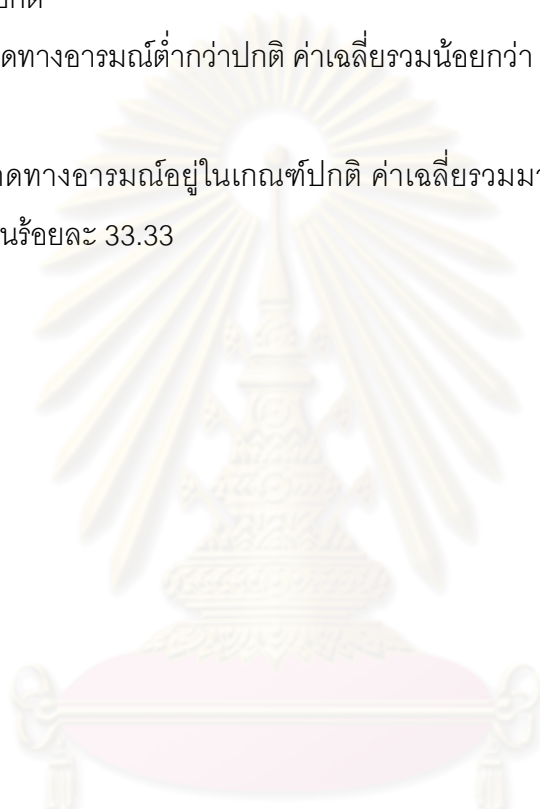 ดทางอารมณ์ต่ำกว่าปกติ ค่าเฉลี่ยรวมน้อยกว่า
ดทางอารมณ์อยู่ในเกณฑ์ปกติ ค่าเฉลี่ยรวมมา
นร้อยละ 33.33